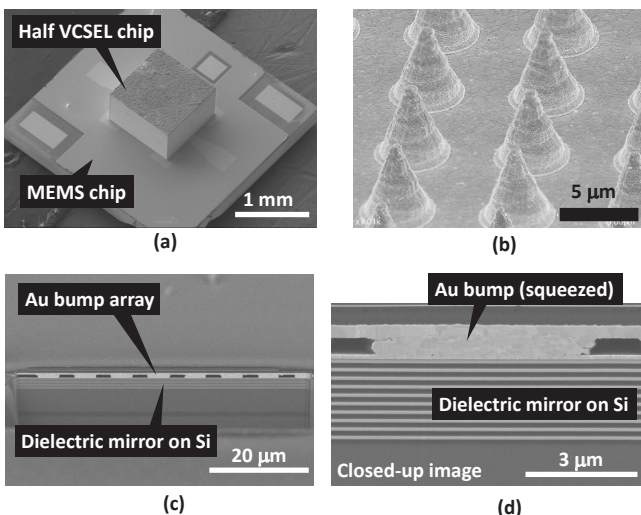 Half VCSEL chip
MEMS chip
1 mm
(a)
5 µm
(b)
Au bump array
Dielectric mirror on Si
20 µm
(c)
Au bump (squeezed)
Dielectric mirror on Si
Closed-up image
3 µm
(d)